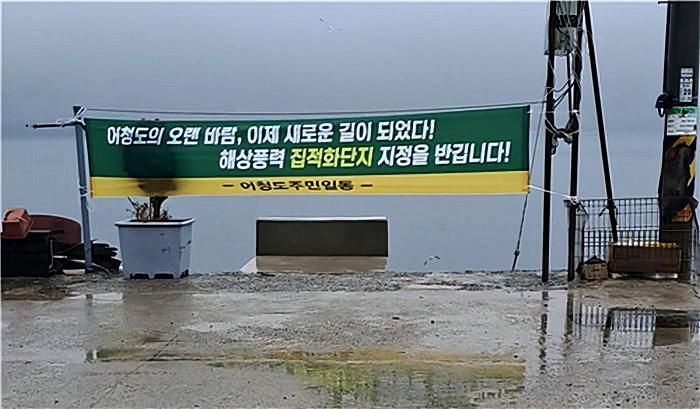 어청도의 오랜 바람, 이제 새로운 길이 되었다!
해상풍력 집적화단지 지정을 반깁니다!
- 어청도주민일동 -
20